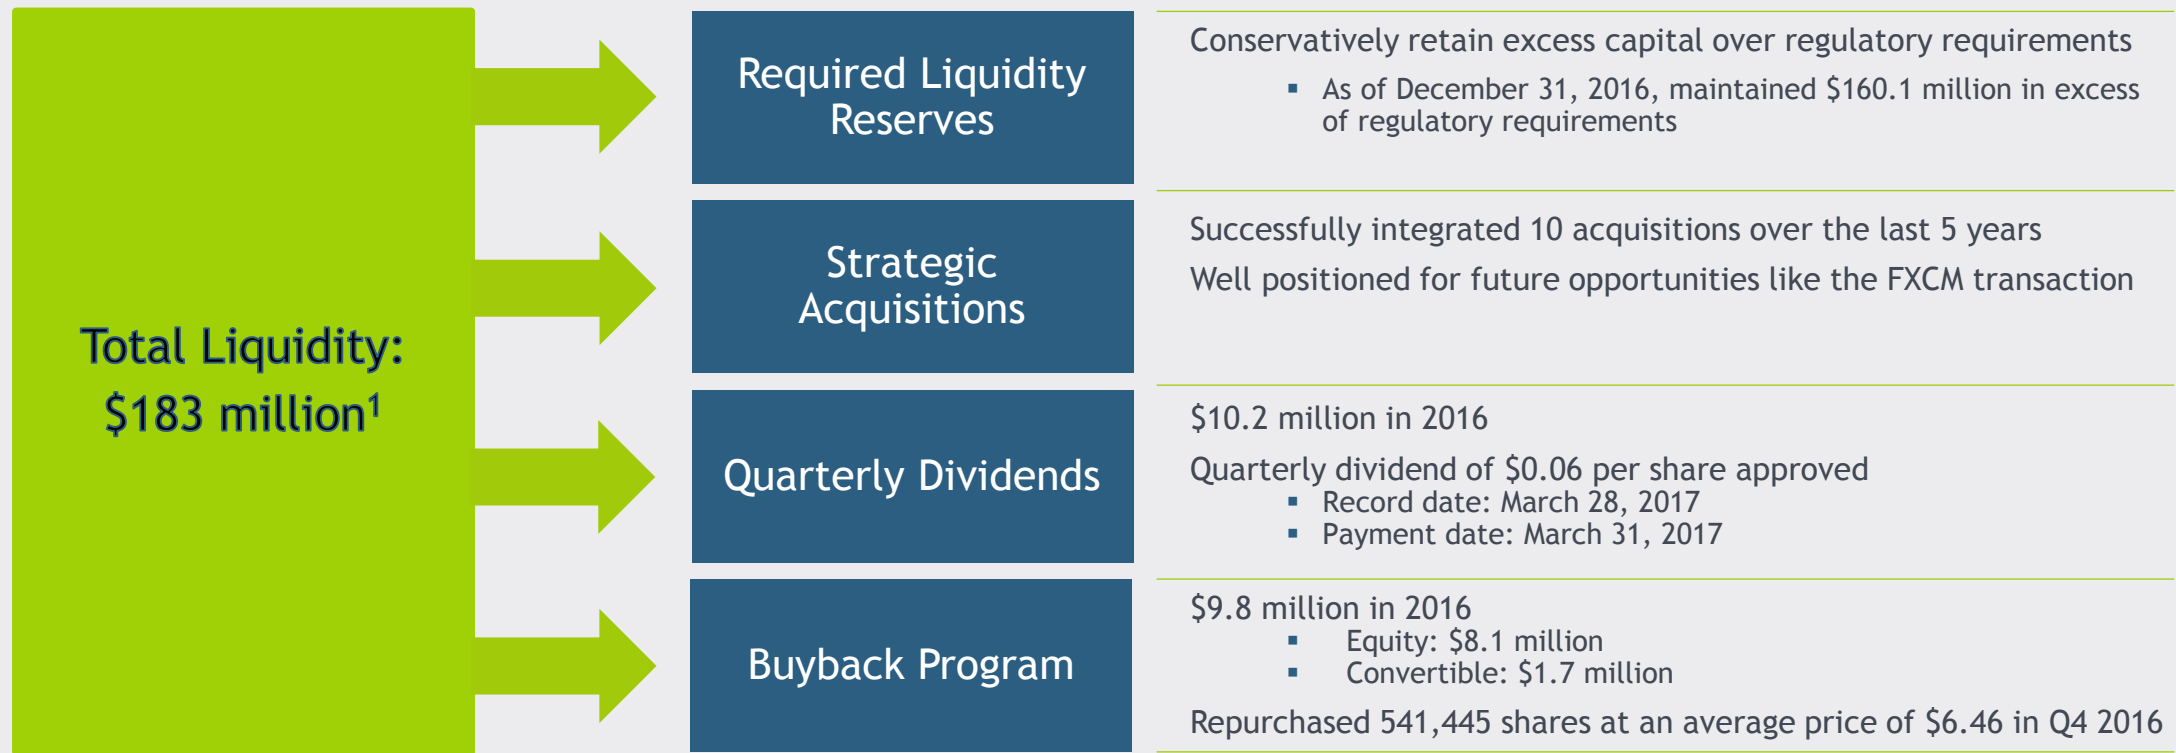 Total Liquidity:
$183 million¹
Required Liquidity
Reserves
Conservatively retain excess capital over regulatory requirements
▪ As of December 31, 2016, maintained $160.1 million in excess
of regulatory requirements
Strategic
Acquisitions
Successfully integrated 10 acquisitions over the last 5 years
Well positioned for future opportunities like the FXCM transaction
Quarterly Dividends
$10.2 million in 2016
Quarterly dividend of $0.06 per share approved
▪ Record date: March 28, 2017
▪ Payment date: March 31, 2017
Buyback Program
$9.8 million in 2016
▪ Equity: $8.1 million
▪ Convertible: $1.7 million
Repurchased 541,445 shares at an average price of $6.46 in Q4 2016